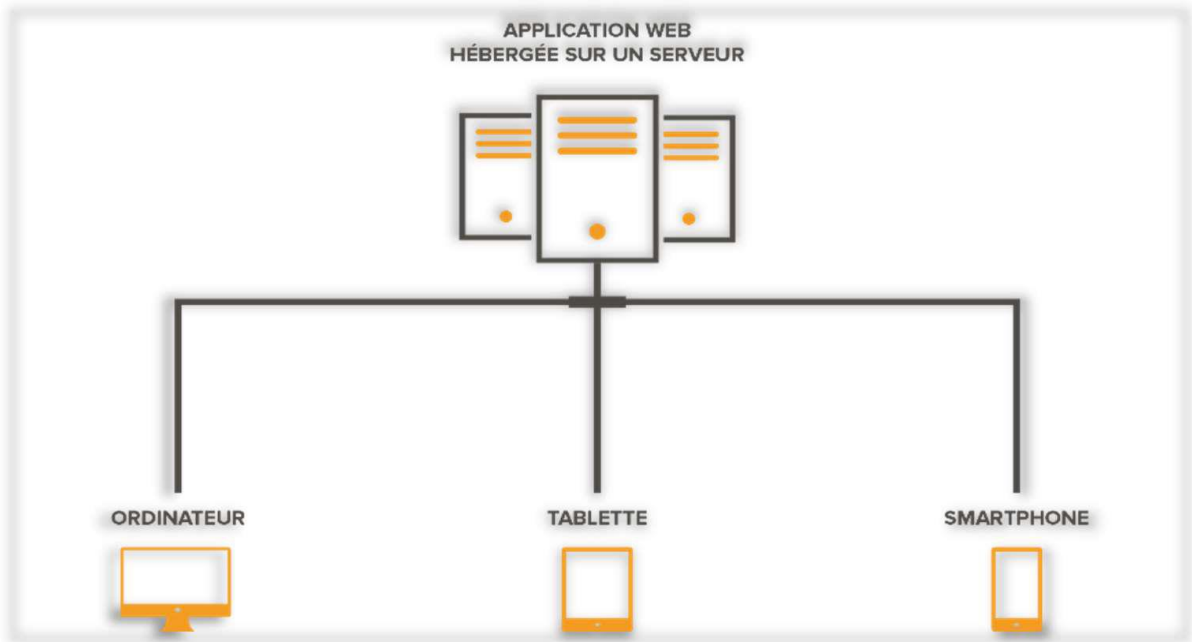 APPLICATION WEB
HÉBERGÉE SUR UN SERVEUR
ORDINATEUR
TABLETTE
SMARTPHONE